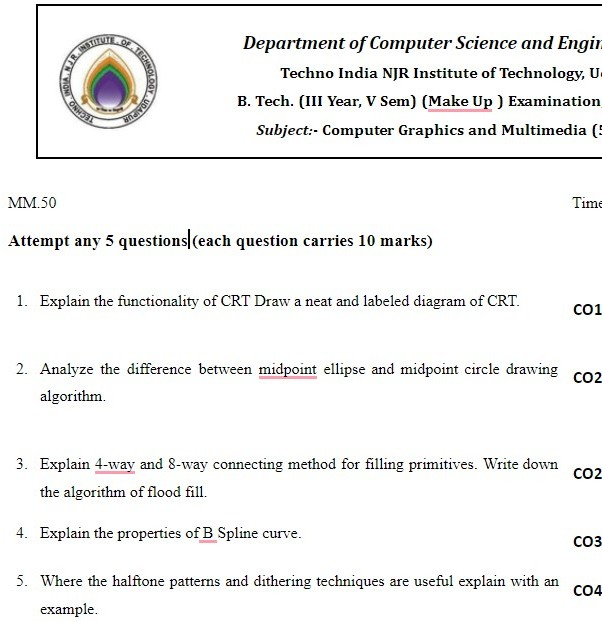 TECHNO INDIA N.J.R. INSTITUTE OF TECHNOLOGY, UDAIPUR
Department of Computer Science and Engin
Techno India NJR Institute of Technology, U
B. Tech. (III Year, V Sem) (Make Up ) Examination
Subject:- Computer Graphics and Multimedia (5
MM.50 Time
Attempt any 5 questions(each question carries 10 marks)
1. Explain the functionality of CRT Draw a neat and labeled diagram of CRT. CO1
2. Analyze the difference between midpoint ellipse and midpoint circle drawing CO2
algorithm.
3. Explain 4-way and 8-way connecting method for filling primitives. Write down CO2
the algorithm of flood fill.
4. Explain the properties of B Spline curve. CO3
5. Where the halftone patterns and dithering techniques are useful explain with an CO4
example.